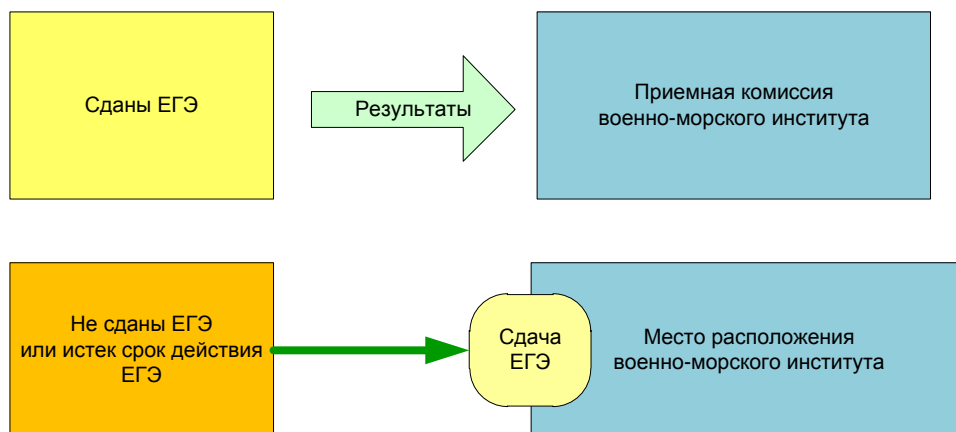 Сданы ЕГЭ
Результаты
Приемная комиссия
военно-морского института
Не сданы ЕГЭ
или истек срок действия
ЕГЭ
Сдача
ЕГЭ
Место расположения
военно-морского института